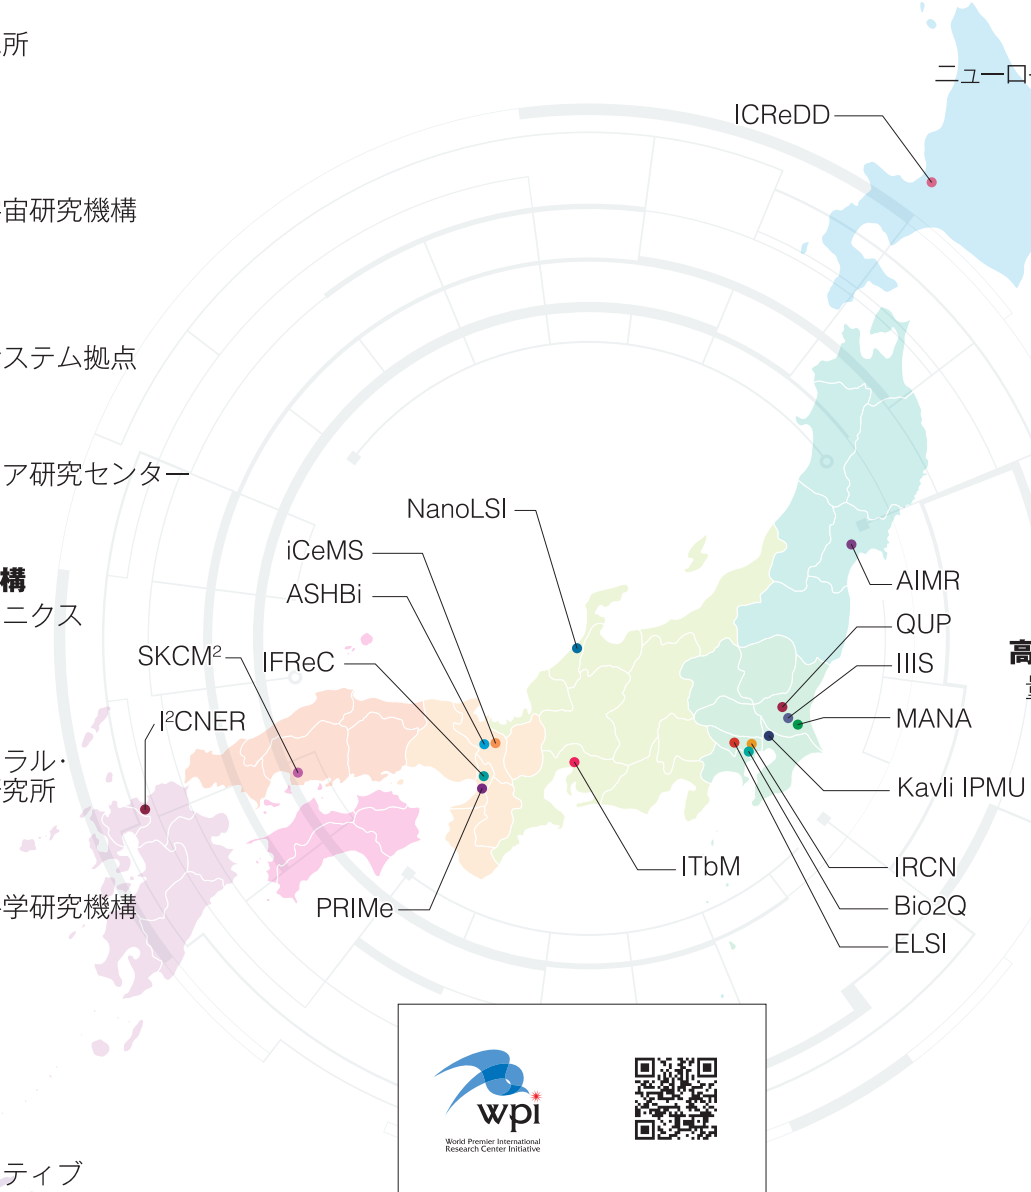 所
ニューロ
ICReDD
宙研究機構
ステム拠点
ア研究センター
NanoLSI
iCeMS
構
AIMR
ASHBi
ニクス
QUP
高
SKCM²
IFReC
IIIS
I²CNER
MANA
ラル・
Kavli IPMU
究所
ITbM
IRCN
PRIMe
学研究機構
Bio2Q
ELSI
wpi
World Premier International
Research Center Initiative
ティブ